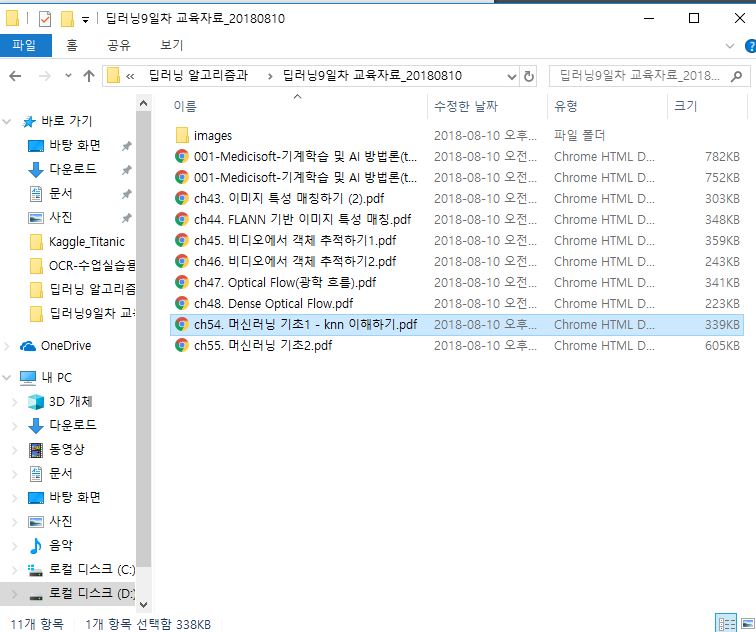 딥러닝9일차 교육자료_20180810
파일 홈 공유 보기
« 딥러닝 알고리즘과 > 딥러닝9일차 교육자료_20180810 딥러닝9일차 교육자료_2018...
이름 수정한 날짜 유형 크기
바로 가기
바탕 화면
다운로드
문서
사진
Kaggle_Titanic
OCR-수업실습용
딥러닝 알고리즘
딥러닝9일차 교육
OneDrive
내 PC
3D 개체
다운로드
동영상
문서
바탕 화면
사진
음악
로컬 디스크 (C:)
로컬 디스크 (D:)
images 2018-08-10 오후... 파일 폴더
001-Medicisoft-기계학습 및 AI 방법론(t... 2018-08-10 오전... Chrome HTML D... 782KB
001-Medicisoft-기계학습 및 AI 방법론(t... 2018-08-10 오전... Chrome HTML D... 752KB
ch43. 이미지 특성 매칭하기 (2).pdf 2018-08-10 오전... Chrome HTML D... 303KB
ch44. FLANN 기반 이미지 특성 매칭.pdf 2018-08-10 오전... Chrome HTML D... 348KB
ch45. 비디오에서 객체 추적하기1.pdf 2018-08-10 오전... Chrome HTML D... 359KB
ch46. 비디오에서 객체 추적하기2.pdf 2018-08-10 오전... Chrome HTML D... 243KB
ch47. Optical Flow(광학 흐름).pdf 2018-08-10 오전... Chrome HTML D... 341KB
ch48. Dense Optical Flow.pdf 2018-08-10 오전... Chrome HTML D... 223KB
ch54. 머신러닝 기초1 - knn 이해하기.pdf 2018-08-10 오후... Chrome HTML D... 339KB
ch55. 머신러닝 기초2.pdf 2018-08-10 오후... Chrome HTML D... 605KB
11개 항목 1개 항목 선택함 338KB